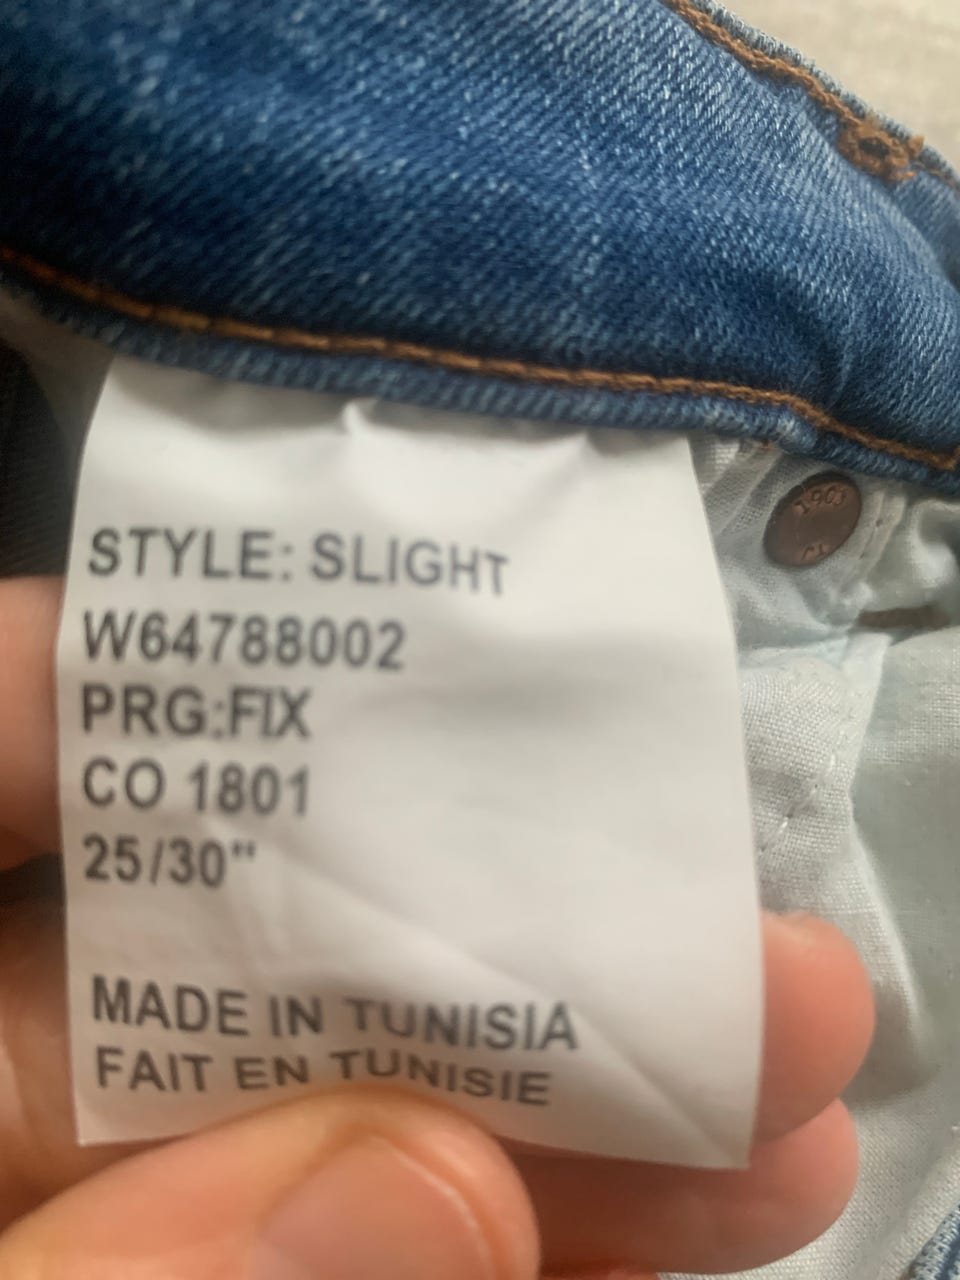 STYLE: SLIGHT
W64788002
PRG:FIX
CO 1801
25/30"
MADE IN TUNISIA
FAIT EN TUNISIE